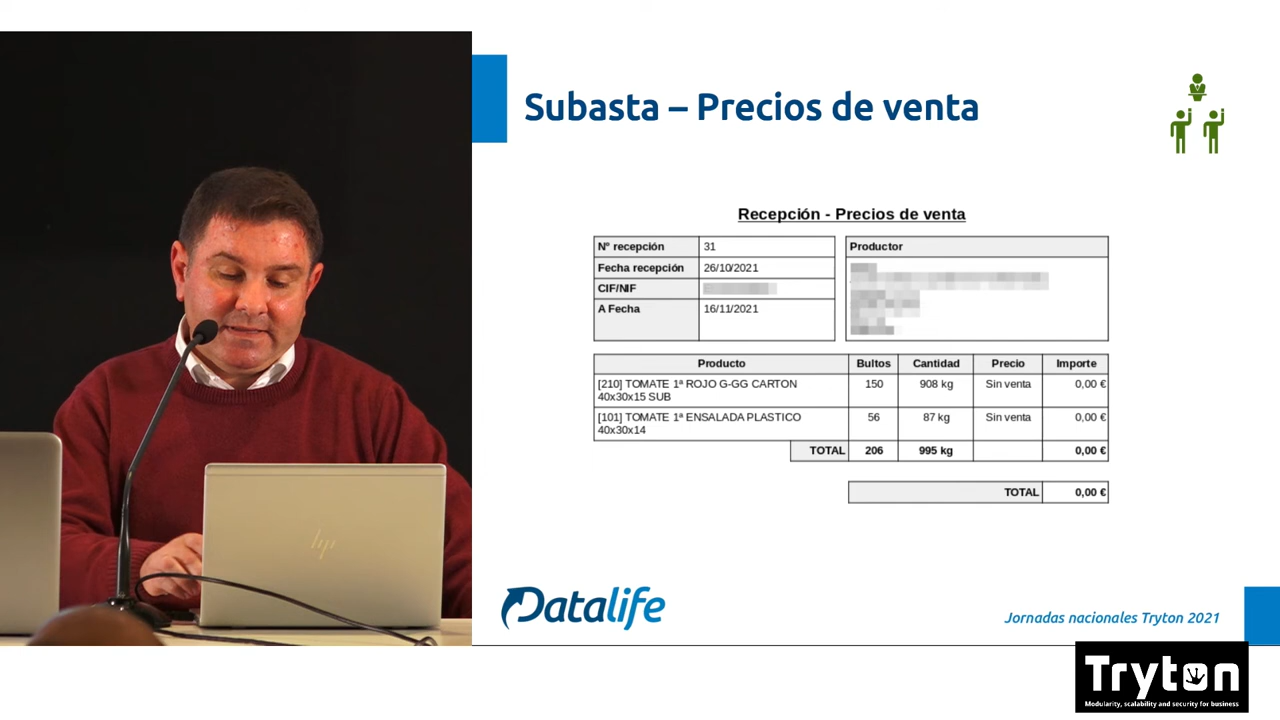 Subasta – Precios de venta
Recepción - Precios de venta
Nº recepción 31
Fecha recepción 26/10/2021
CIF/NIF
A Fecha 16/11/2021
Productor
Producto Bultos Cantidad Precio Importe
[210] TOMATE 1ª ROJO G-GG CARTON 150 908 kg Sin venta 0,00 €
40x30x15 SUB
[101] TOMATE 1ª ENSALADA PLASTICO 56 87 kg Sin venta 0,00 €
40x30x14
TOTAL 206 995 kg 0,00 €
TOTAL 0,00 €
hp
Datalife
Jornadas nacionales Tryton 2021
Tryton
Modularity, scalability and security for business